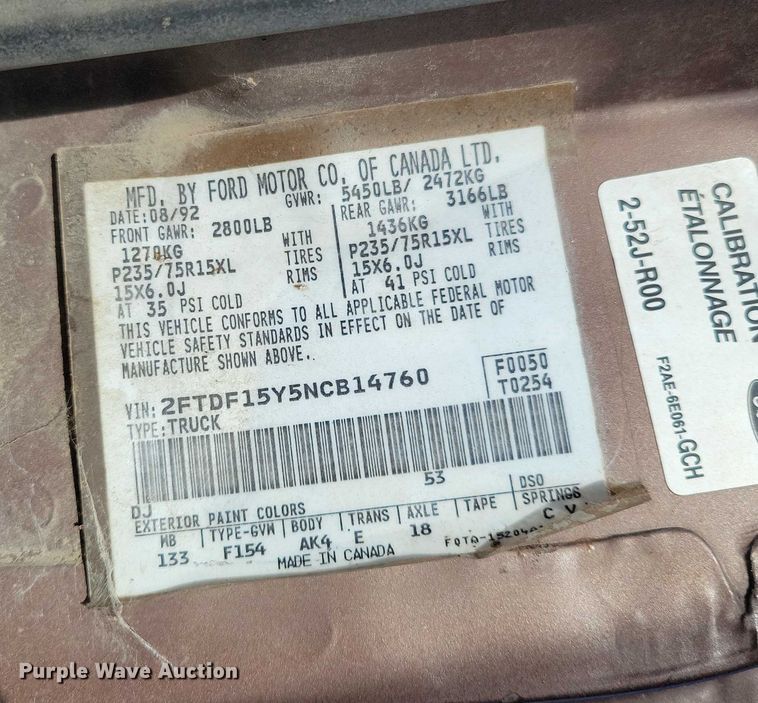 MFD. BY FORD MOTOR CO. OF CANADA LTD.
DATE:08/92
GVWR: 5450LB/ 2472KG
FRONT GAWR: 2800LB
1270KG
WITH
P235/75R15XL
TIRES
15X6.0J
RIMS
AT 35 PSI COLD
REAR GAWR: 3166LB
1436KG
WITH
P235/75R15XL
TIRES
15X6.0J
RIMS
AT 41 PSI COLD
THIS VEHICLE CONFORMS TO ALL APPLICABLE FEDERAL MOTOR
VEHICLE SAFETY STANDARDS IN EFFECT ON THE DATE OF
MANUFACTURE SHOWN ABOVE.
VIN: 2FTDF15Y5NCB14760
TYPE: TRUCK
F0050
T0254
53
DJ
DSO
EXTERIOR PAINT COLORS
WB TYPE-GVM BODY TRANS AXLE TAPE SPRINGS
133 F154 AK4 E 18 C V
MADE IN CANADA
CALIBRATION
ÉTALONNAGE
2-52J-R00
F2AE-6E061-GCH
Purple Wave Auction